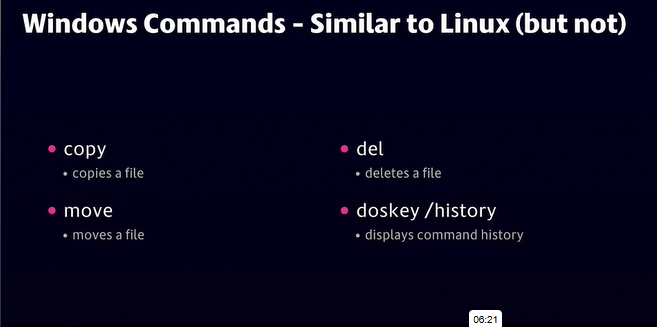 Windows Commands - Similar to Linux (but not)
copy
copies a file
move
moves a file
del
deletes a file
doskey /history
displays command history
06:21